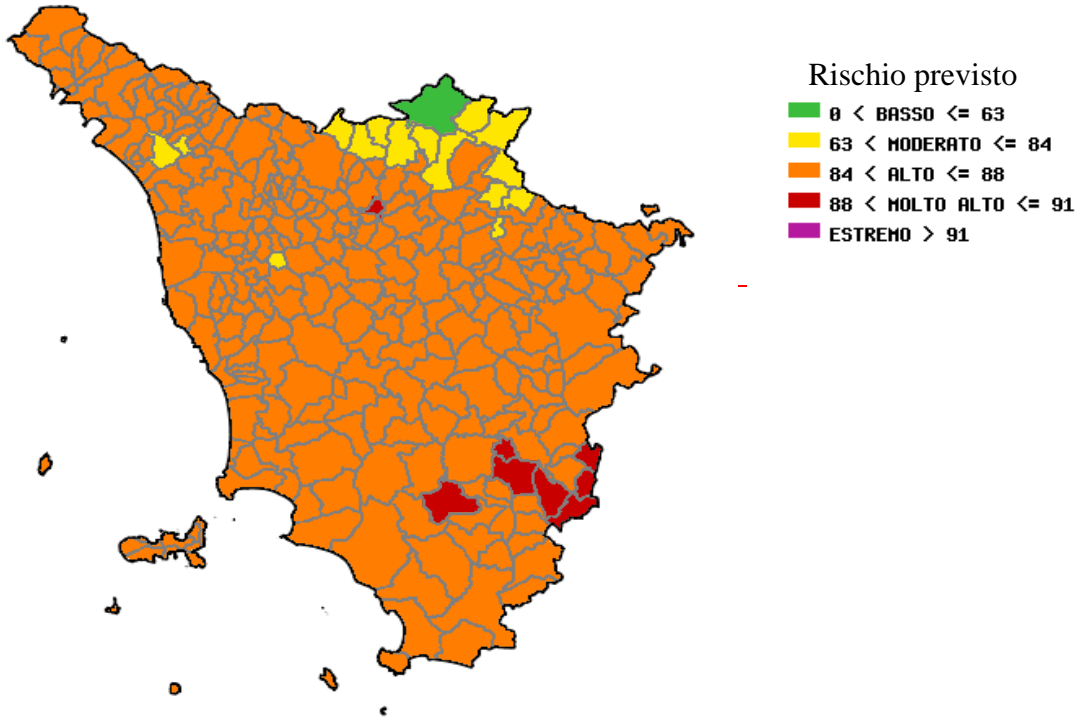 Rischio previsto
0 < BASSO <= 63
63 < MODERATO <= 84
84 < ALTO <= 88
88 < MOLTO ALTO <= 91
ESTREMO > 91